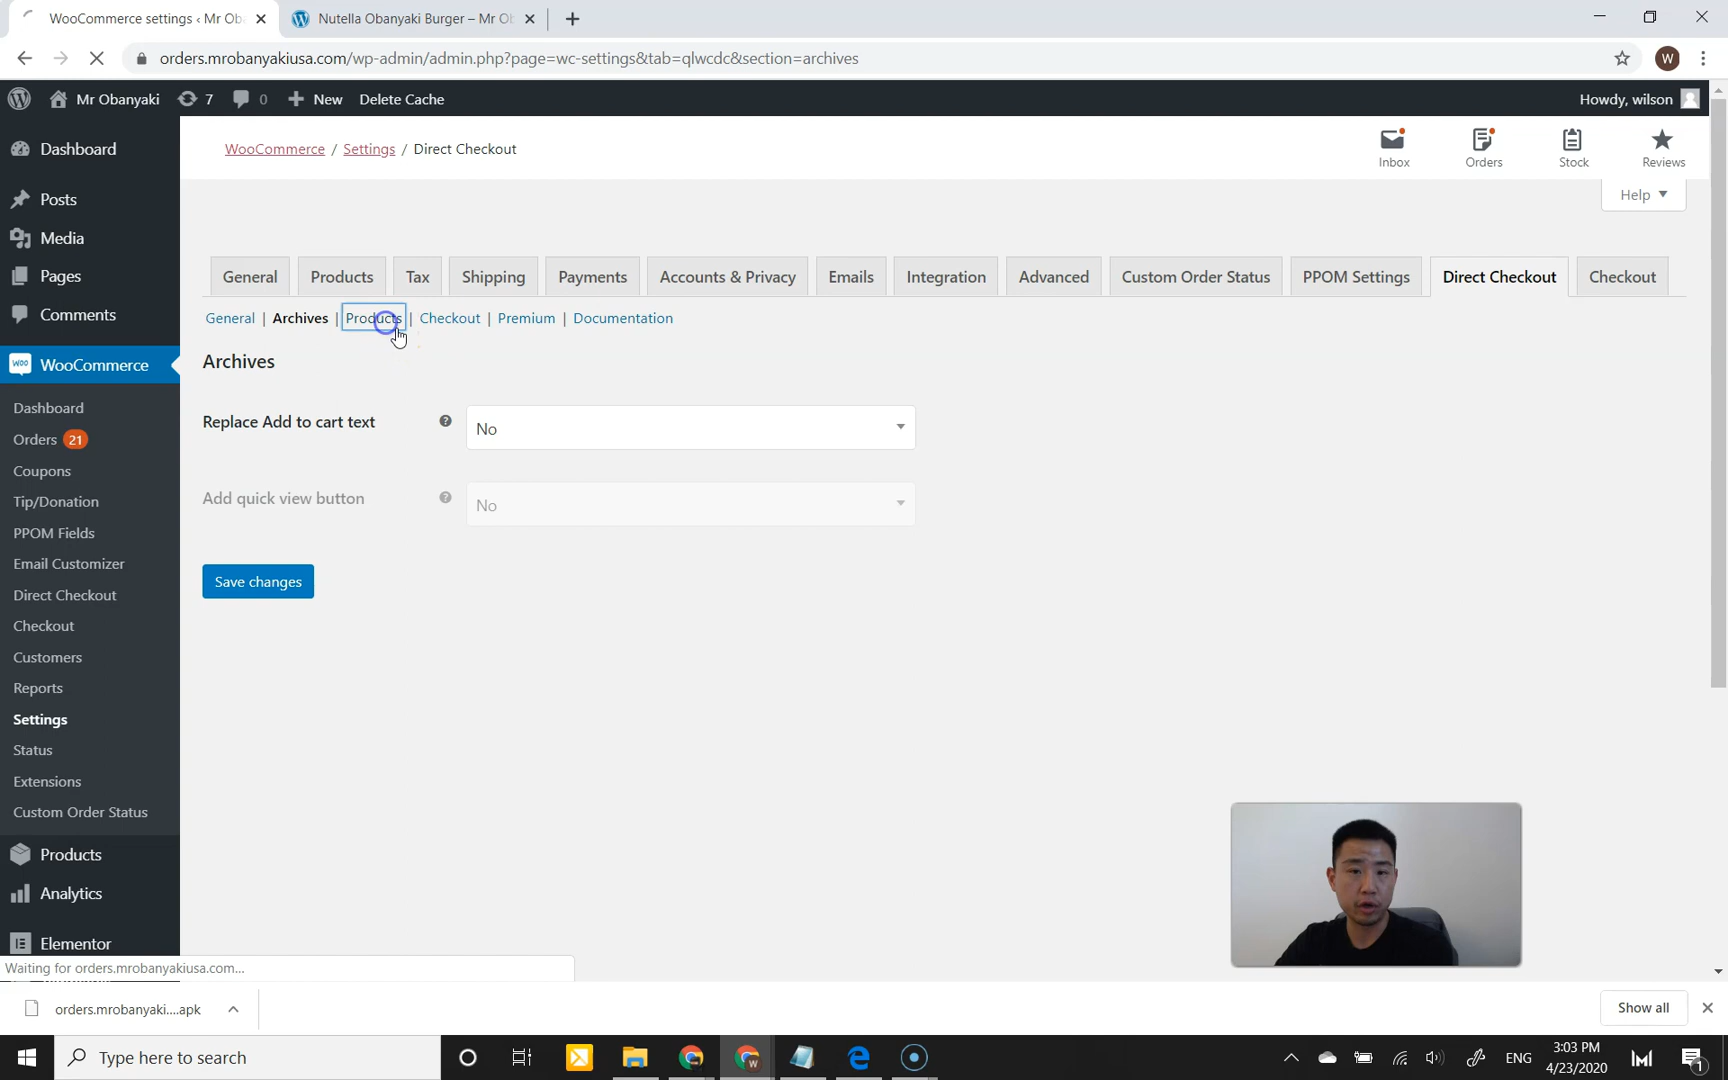 WooCommerce settings ‹ Mr Ob
Nutella Obanyaki Burger – Mr Ob
orders.mrobanyakiusa.com/wp-admin/admin.php?page=wc-settings&tab=qlwcdc&section=archives
W
Mr Obanyaki 7 0 New Delete Cache
Howdy, wilson
Dashboard
Posts
Media
Pages
Comments
WooCommerce
Dashboard
Orders 21
Coupons
Tip/Donation
PPOM Fields
Email Customizer
Direct Checkout
Checkout
Customers
Reports
Settings
Status
Extensions
Custom Order Status
Products
Analytics
Elementor
WooCommerce / Settings / Direct Checkout
Inbox
Orders
Stock
Reviews
Help
General Products Tax Shipping Payments Accounts & Privacy Emails Integration Advanced Custom Order Status PPOM Settings Direct Checkout Checkout
General | Archives | Products | Checkout | Premium | Documentation
Archives
Replace Add to cart text
No
Add quick view button
No
Save changes
Waiting for orders.mrobanyakiusa.com...
orders.mrobanyaki....apk
Show all
Type here to search
ENG
3:03 PM
4/23/2020
1